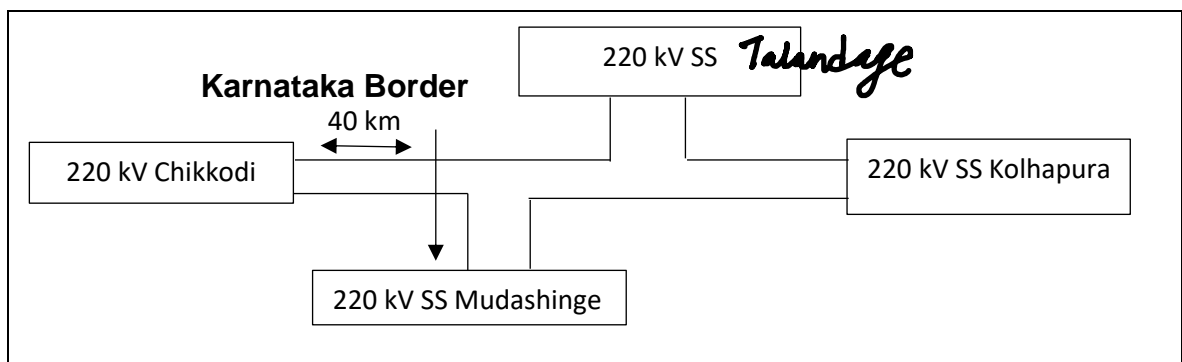 220 kV SS Talandage
Karnataka Border
40 km
220 kV Chikkodi
220 kV SS Kolhapura
220 kV SS Mudashinge